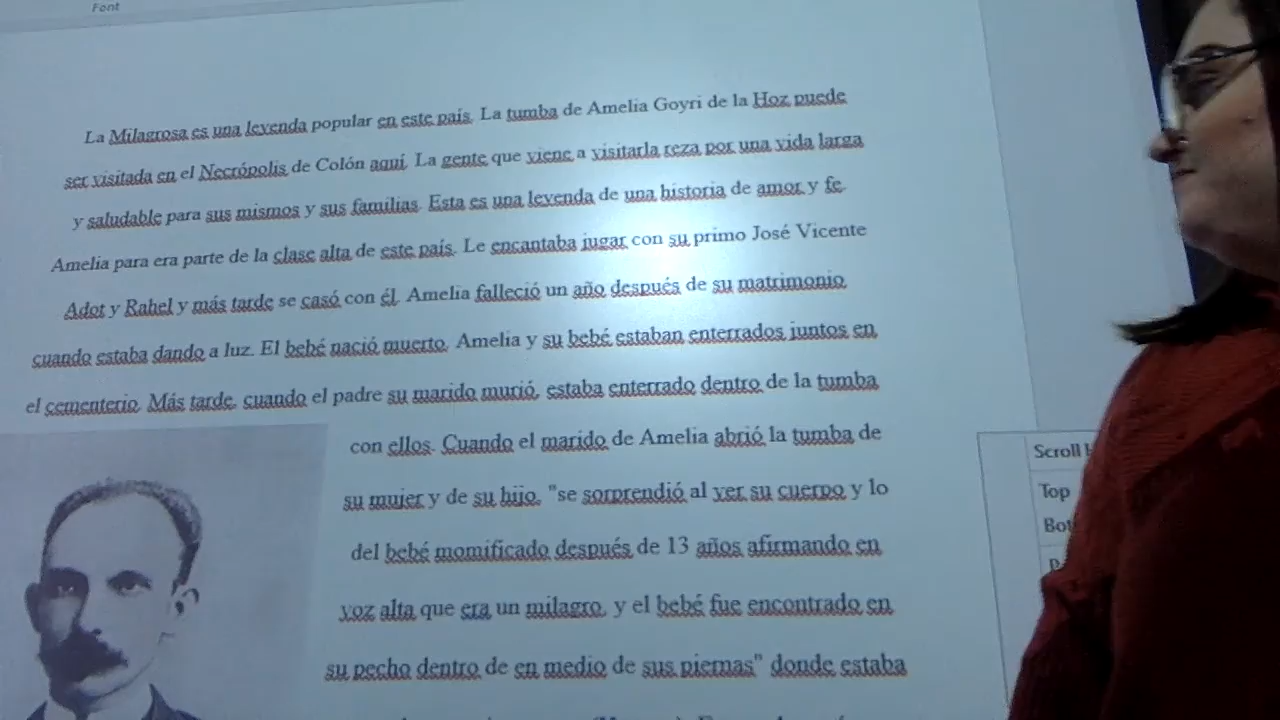 Font
La Milagrosa es una leyenda popular en este país. La tumba de Amelia Goyri de la Hoz puede
ser visitada en el Necrópolis de Colón aquí. La gente que viene a visitarla reza por una vida larga
y saludable para sus mismos y sus familias. Esta es una leyenda de una historia de amor y fe.
Amelia para era parte de la clase alta de este país. Le encantaba jugar con su primo José Vicente
Adot y Rahel y más tarde se casó con él. Amelia falleció un año después de su matrimonio
cuando estaba dando a luz. El bebé nació muerto. Amelia y su bebé estaban enterrados juntos en
el cementerio. Más tarde, cuando el padre su marido murió, estaba enterrado dentro de la tumba
con ellos. Cuando el marido de Amelia abrió la tumba de
su mujer y de su hijo, "se sorprendió al ver su cuerpo y lo
del bebé momificado después de 13 años afirmando en
voz alta que era un milagro, y el bebé fue encontrado en
su pecho dentro de en medio de sus piernas" donde estaba
Scroll
Top